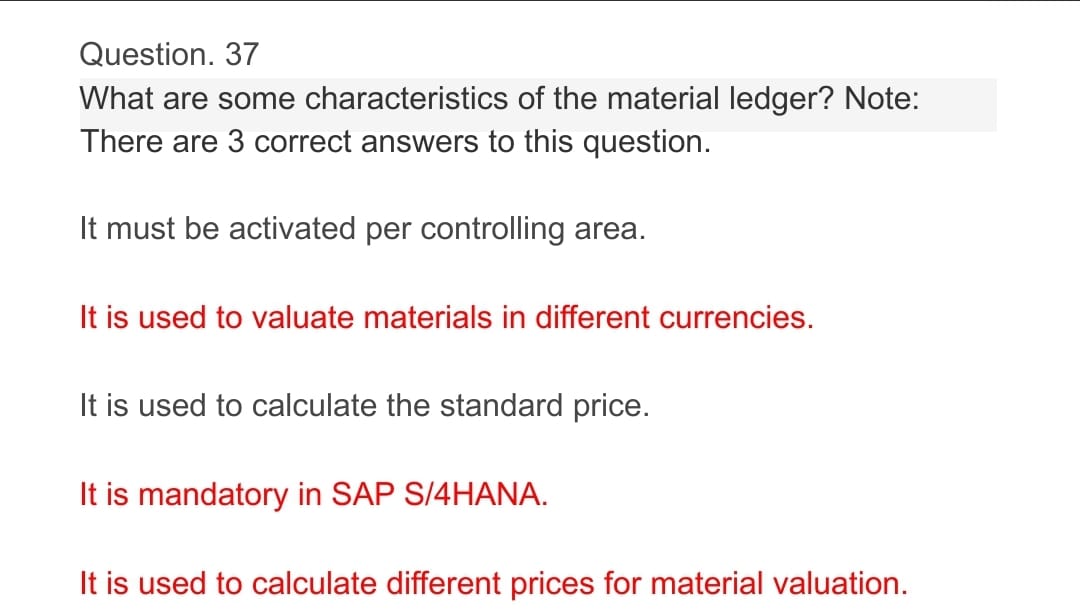 Question. 37
What are some characteristics of the material ledger? Note:
There are 3 correct answers to this question.
It must be activated per controlling area.
It is used to valuate materials in different currencies.
It is used to calculate the standard price.
It is mandatory in SAP S/4HANA.
It is used to calculate different prices for material valuation.